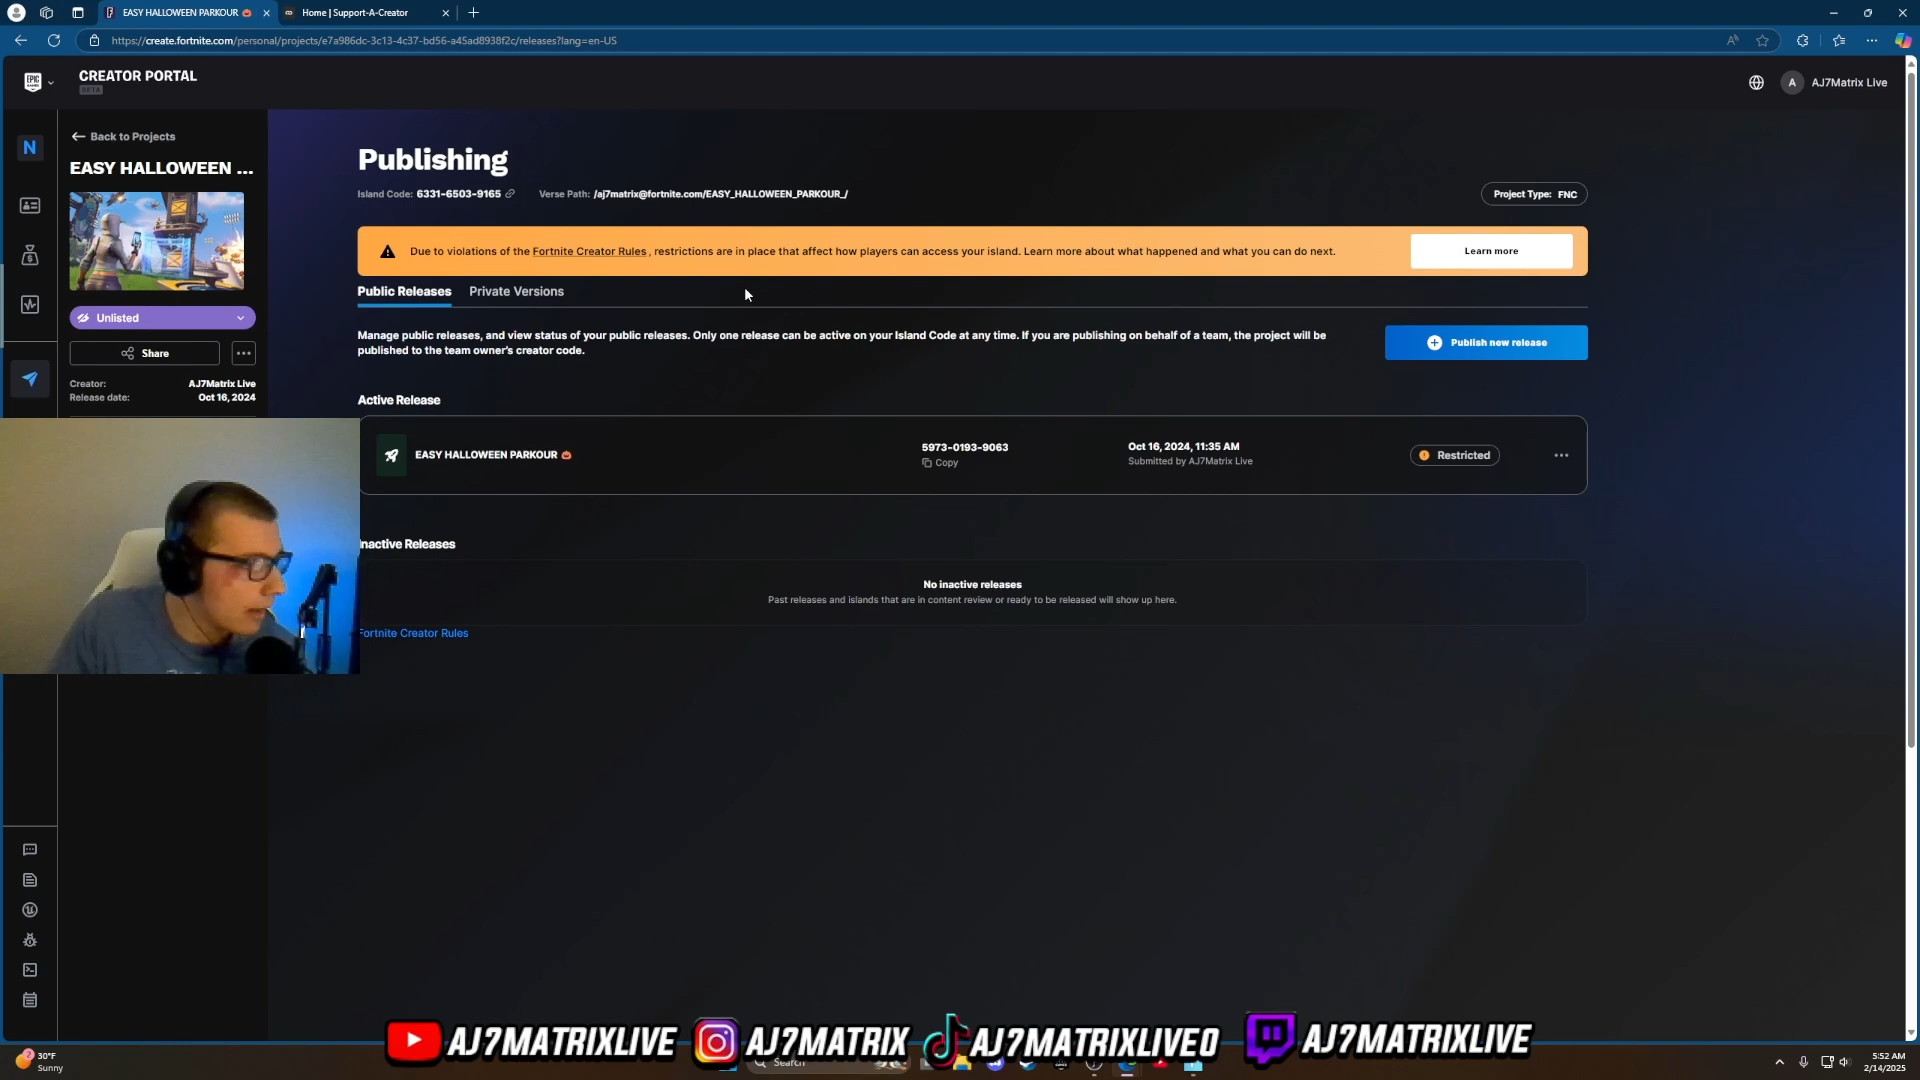 EASY HALLOWEEN PARKOUR
Home | Support-A-Creator
https://create.fortnite.com/personal/projects/e7a986dc-3c13-4c37-bd56-a45ad8938f2c/releases?lang=en-US
EPIC GAMES
CREATOR PORTAL
BETA
A
AJ7Matrix Live
Back to Projects
EASY HALLOWEEN ...
Unlisted
Share
Creator: AJ7Matrix Live
Release date: Oct 16, 2024
N
Publishing
Island Code: 6331-6503-9165
Verse Path: /aj7matrix@fortnite.com/EASY_HALLOWEEN_PARKOUR_/
Project Type: FNC
Due to violations of the Fortnite Creator Rules, restrictions are in place that affect how players can access your island. Learn more about what happened and what you can do next.
Learn more
Public Releases
Private Versions
Manage public releases, and view status of your public releases. Only one release can be active on your Island Code at any time. If you are publishing on behalf of a team, the project will be
published to the team owner's creator code.
Publish new release
Active Release
EASY HALLOWEEN PARKOUR
5973-0193-9063
Copy
Oct 16, 2024, 11:35 AM
Submitted by AJ7Matrix Live
Restricted
Inactive Releases
No inactive releases
Past releases and islands that are in content review or ready to be released will show up here.
Fortnite Creator Rules
AJ7MATRIXLIVE
AJ7MATRIX
AJ7MATRIXLIVE0
AJ7MATRIXLIVE
30°F
Sunny
Search
5:52 AM
2/14/2025